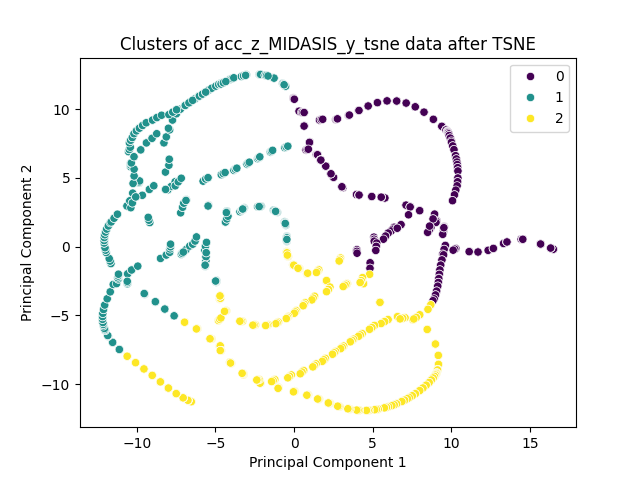 Clusters of acc_z_MIDASIS_y_tsne data after TSNE
0
1
2
10
5
0
−5
−10
Principal Component 2
−10 −5 0 5 10 15
Principal Component 1